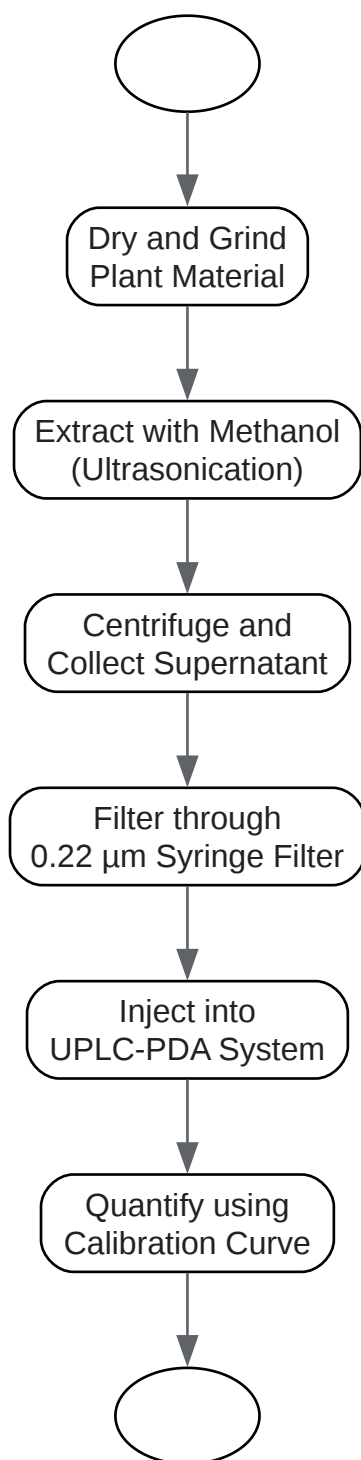 Dry and Grind
Plant Material
Extract with Methanol
(Ultrasonication)
Centrifuge and
Collect Supernatant
Filter through
0.22 µm Syringe Filter
Inject into
UPLC-PDA System
Quantify using
Calibration Curve